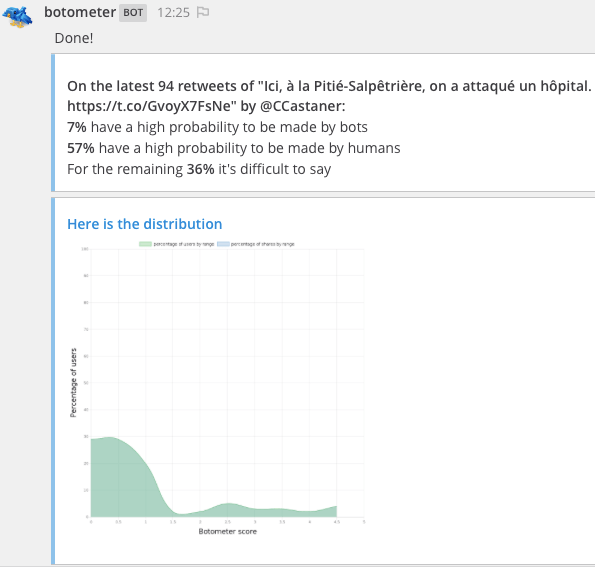 botometer BOT 12:25
Done!
On the latest 94 retweets of "Ici, à la Pitié-Salpêtrière, on a attaqué un hôpital.
https://t.co/GvoyX7FsNe" by @CCastaner:
7% have a high probability to be made by bots
57% have a high probability to be made by humans
For the remaining 36% it's difficult to say
Here is the distribution
percentage of users by range percentage of shares by range
100
90
80
70
60
50
40
30
20
10
0
Percentage of users
0 0.5 1 1.5 2 2.5 3 3.5 4 4.5 5
Botometer score